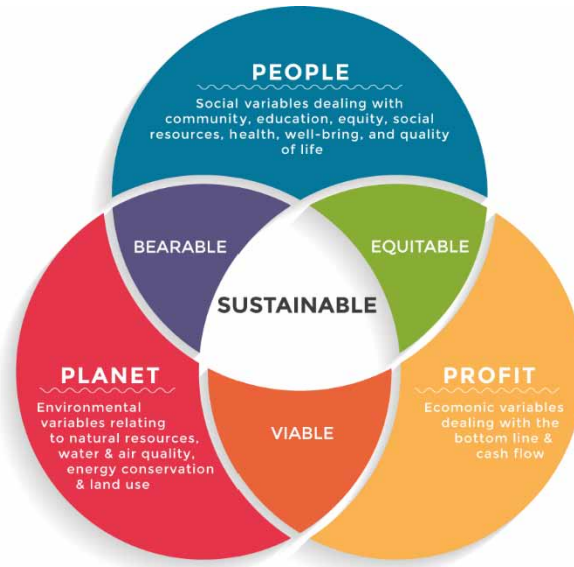 PEOPLE
Social variables dealing with
community, education, equity, social
resources, health, well-bring, and quality
of life
BEARABLE
EQUITABLE
SUSTAINABLE
PLANET
Environmental
variables relating
to natural resources,
water & air quality,
energy conservation
& land use
VIABLE
PROFIT
Ecomonic variables
dealing with the
bottom line &
cash flow